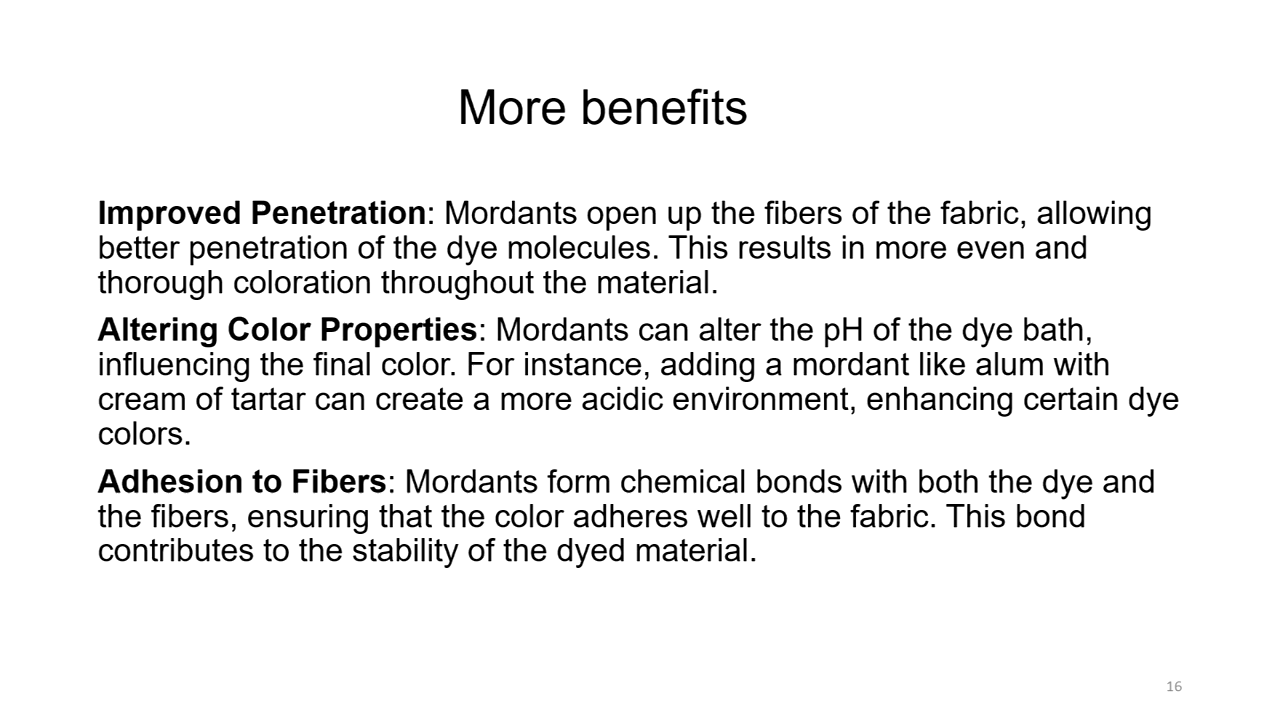 More benefits
Improved Penetration: Mordants open up the fibers of the fabric, allowing
better penetration of the dye molecules. This results in more even and
thorough coloration throughout the material.
Altering Color Properties: Mordants can alter the pH of the dye bath,
influencing the final color. For instance, adding a mordant like alum with
cream of tartar can create a more acidic environment, enhancing certain dye
colors.
Adhesion to Fibers: Mordants form chemical bonds with both the dye and
the fibers, ensuring that the color adheres well to the fabric. This bond
contributes to the stability of the dyed material.
16